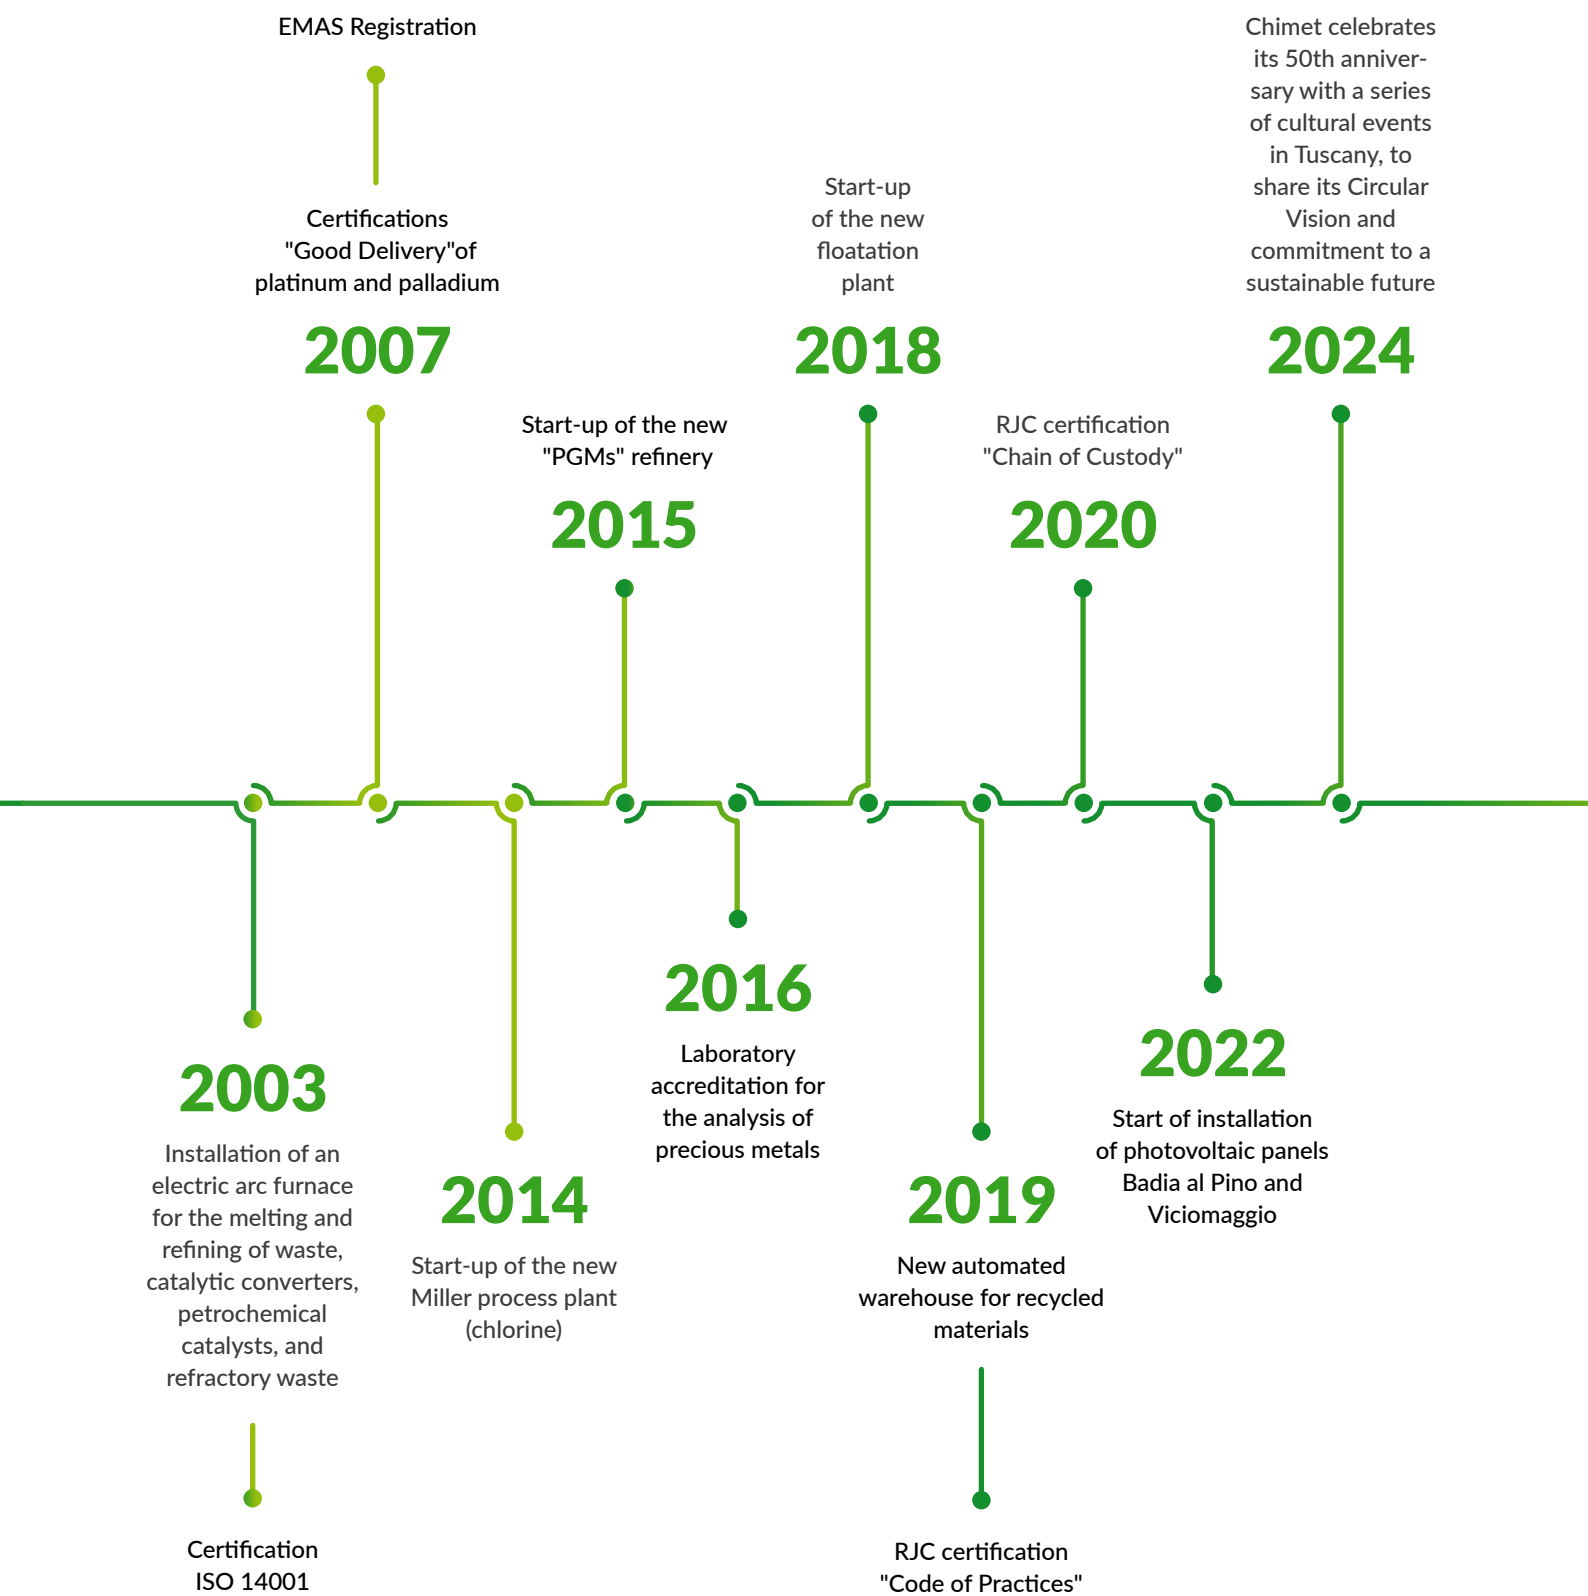 EMAS Registration
Certifications
"Good Delivery"of
platinum and palladium
2007
Start-up of the new
"PGMs" refinery
2015
Start-up
of the new
floatation
plant
2018
RJC certification
"Chain of Custody"
2020
Chimet celebrates
its 50th anniver-
sary with a series
of cultural events
in Tuscany, to
share its Circular
Vision and
commitment to a
sustainable future
2024
2003
Installation of an
electric arc furnace
for the melting and
refining of waste,
catalytic converters,
petrochemical
catalysts, and
refractory waste
Certification
ISO 14001
2014
Start-up of the new
Miller process plant
(chlorine)
2016
Laboratory
accreditation for
the analysis of
precious metals
2019
New automated
warehouse for recycled
materials
RJC certification
"Code of Practices"
2022
Start of installation
of photovoltaic panels
Badia al Pino and
Viciomaggio